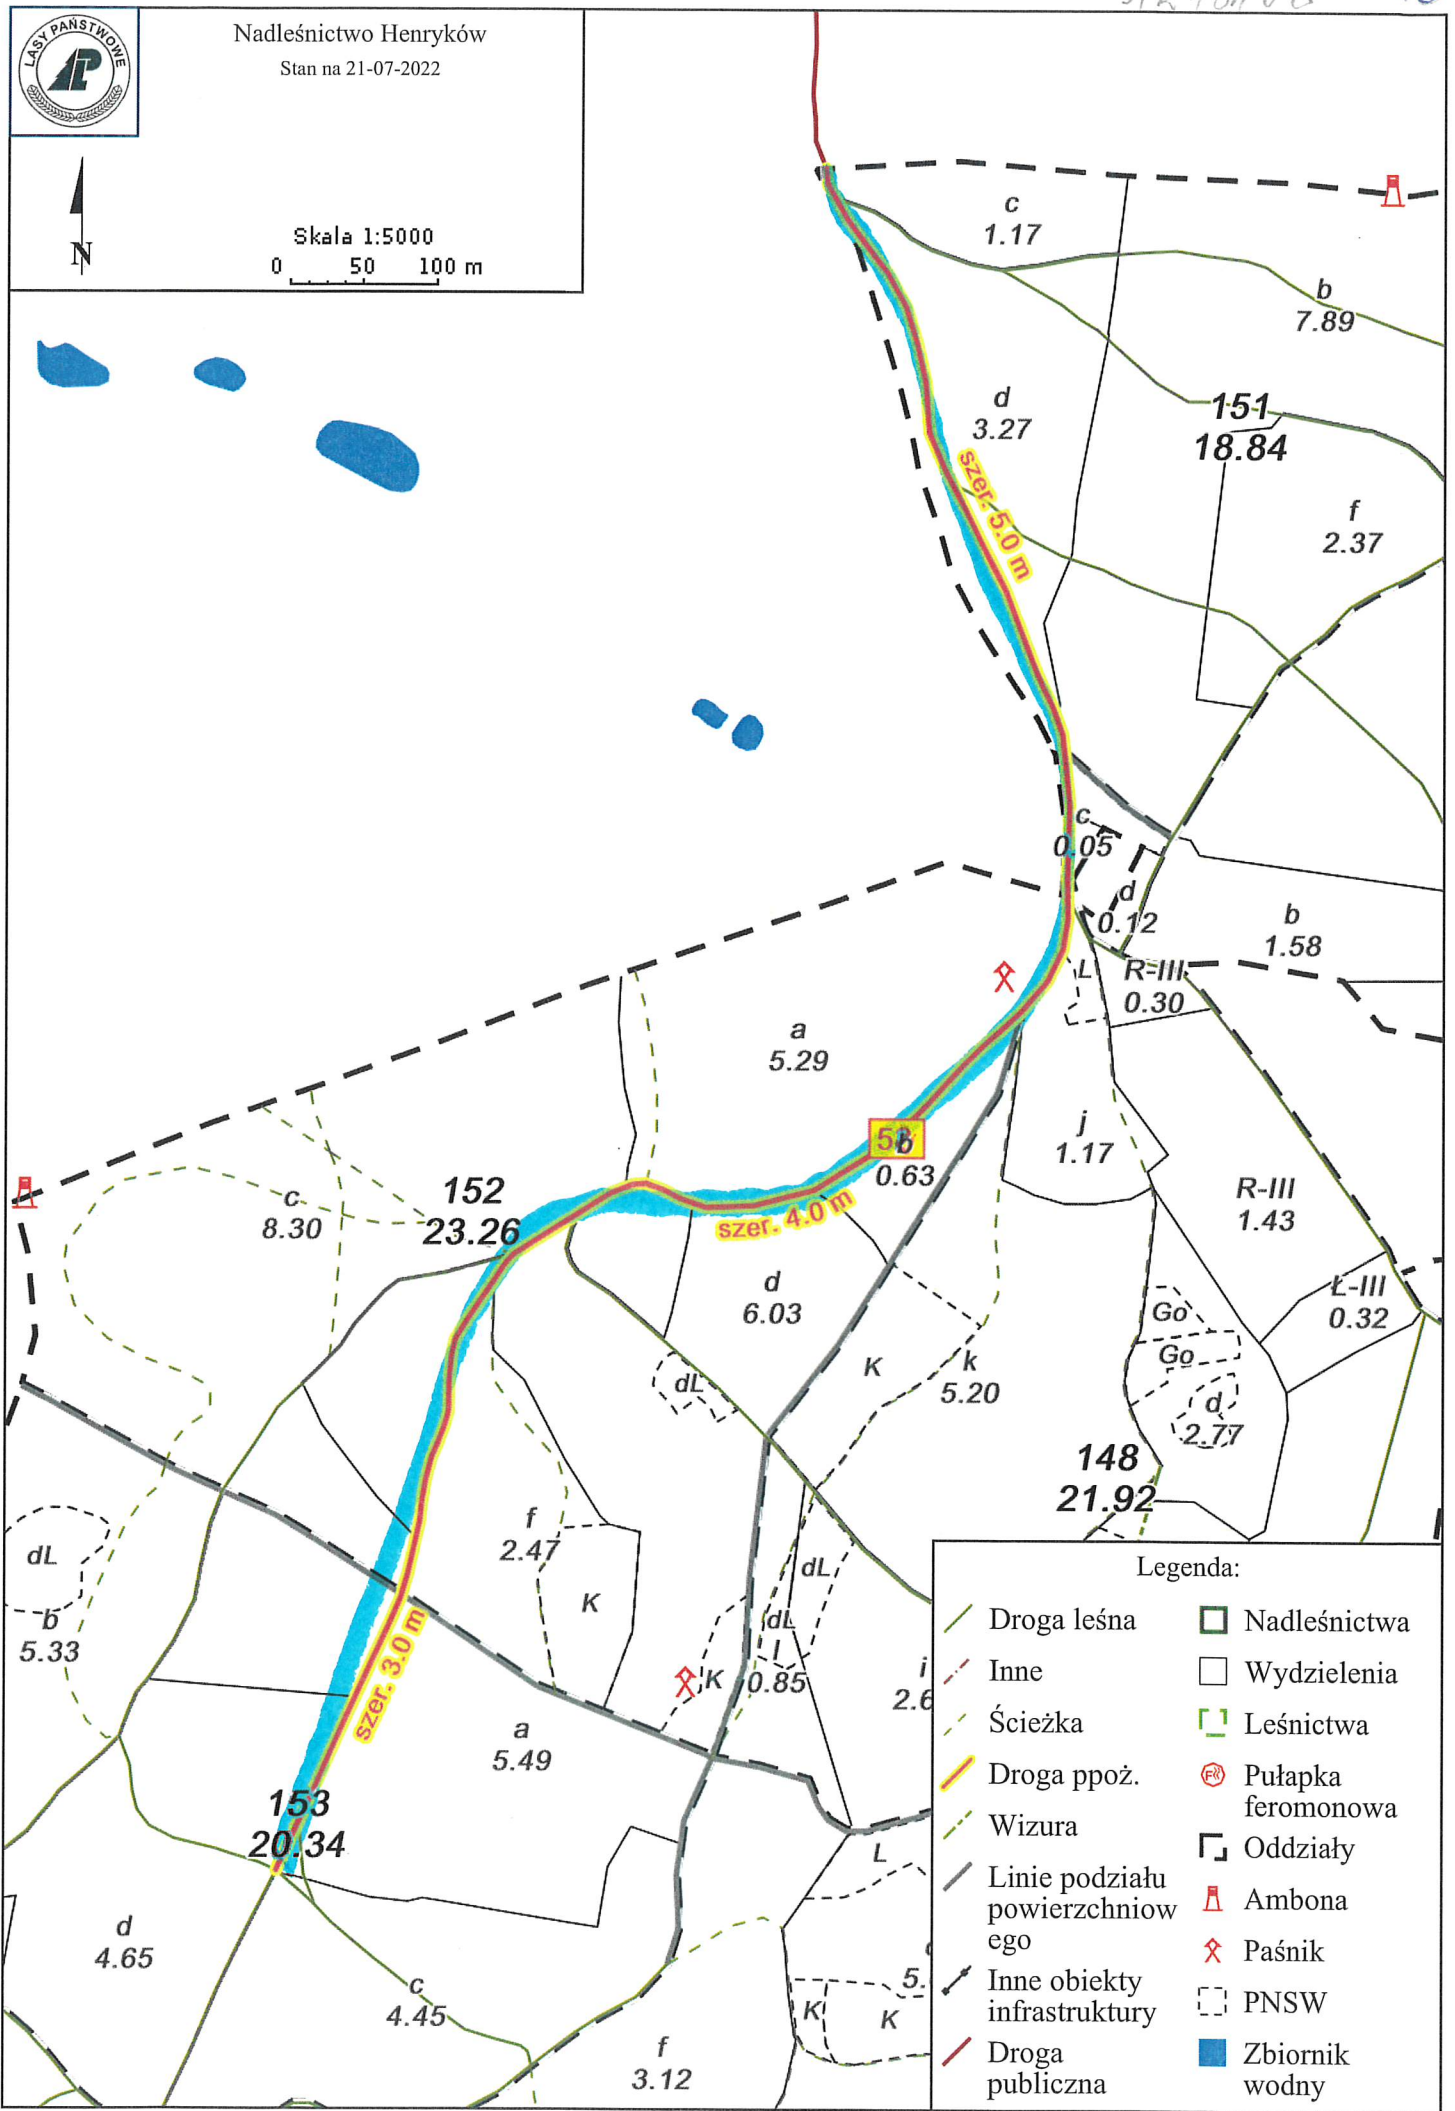 LASY PAŃSTWOWE
Nadleśnictwo Henryków
Stan na 21-07-2022
N
Skala 1:5000
0 50 100 m
c
1.17
b
7.89
d
3.27
151
18.84
f
2.37
szer. 5.0 m
c
0.05
d
0.12
b
1.58
L
R-III
0.30
a
5.29
j
1.17
b
0.63
152
23.26
c
8.30
szer. 4.0 m
R-III
1.43
Ł-III
0.32
d
6.03
Go
Go
d
2.77
K
k
5.20
dL
148
21.92
f
2.47
K
dL
b
5.33
dL
dL
l
0.85
K
i
szer. 3.0 m
a
5.49
153
20.34
L
d
4.65
c
4.45
K
K
f
3.12
Legenda:
Droga leśna
Inne
Ścieżka
Droga ppoż.
Wizura
Linie podziału
powierzchniow
ego
Inne obiekty
infrastruktury
Droga
publiczna
Nadleśnictwa
Wydzielenia
Leśnictwa
Pułapka
feromonowa
Oddziały
Ambona
Paśnik
PNSW
Zbiornik
wodny